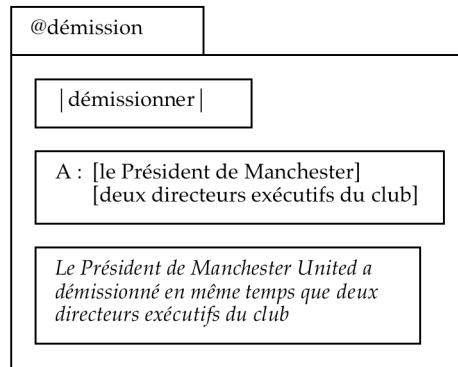 @démission
|démissionner|
A : [le Président de Manchester]
[deux directeurs exécutifs du club]
Le Président de Manchester United a
démissionné en même temps que deux
directeurs exécutifs du club